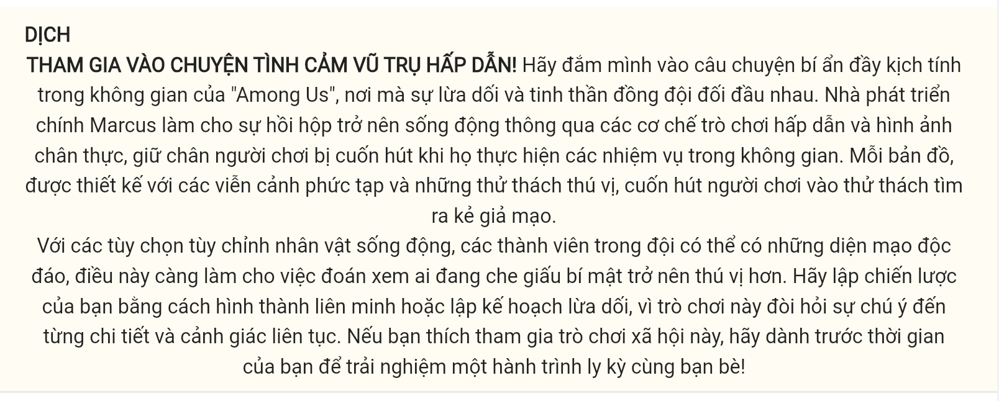 DỊCH
THAM GIA VÀO CHUYỆN TÌNH CẢM VŨ TRỤ HẤP DẪN! Hãy đắm mình vào câu chuyện bí ẩn đầy kịch tính
trong không gian của "Among Us", nơi mà sự lừa dối và tinh thần đồng đội đối đầu nhau. Nhà phát triển
chính Marcus làm cho sự hồi hộp trở nên sống động thông qua các cơ chế trò chơi hấp dẫn và hình ảnh
chân thực, giữ chân người chơi bị cuốn hút khi họ thực hiện các nhiệm vụ trong không gian. Mỗi bản đồ,
được thiết kế với các viễn cảnh phức tạp và những thử thách thú vị, cuốn hút người chơi vào thử thách tìm
ra kẻ giả mạo.
Với các tùy chọn tùy chỉnh nhân vật sống động, các thành viên trong đội có thể có những diện mạo độc
đáo, điều này càng làm cho việc đoán xem ai đang che giấu bí mật trở nên thú vị hơn. Hãy lập chiến lược
của bạn bằng cách hình thành liên minh hoặc lập kế hoạch lừa dối, vì trò chơi này đòi hỏi sự chú ý đến
từng chi tiết và cảnh giác liên tục. Nếu bạn thích tham gia trò chơi xã hội này, hãy dành trước thời gian
của bạn để trải nghiệm một hành trình ly kỳ cùng bạn bè!